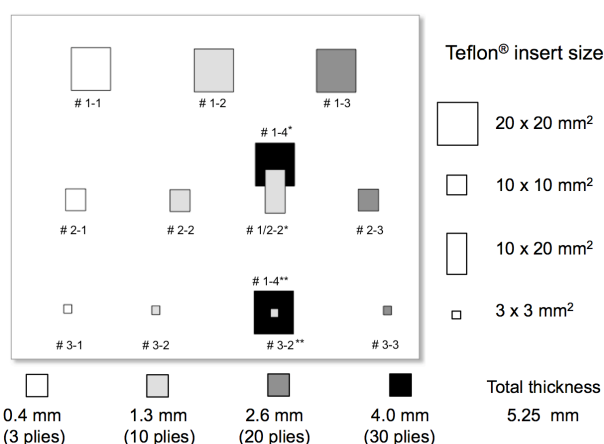 Teflon® insert size
# 1-1
# 1-2
# 1-3
20 x 20 mm²
# 1-4*
10 x 10 mm²
# 2-1
# 2-2
# 1/2-2*
# 2-3
10 x 20 mm²
# 1-4**
3 x 3 mm²
# 3-1
# 3-2
# 3-2**
# 3-3
Total thickness
0.4 mm
1.3 mm
2.6 mm
4.0 mm
5.25 mm
(3 plies)
(10 plies)
(20 plies)
(30 plies)